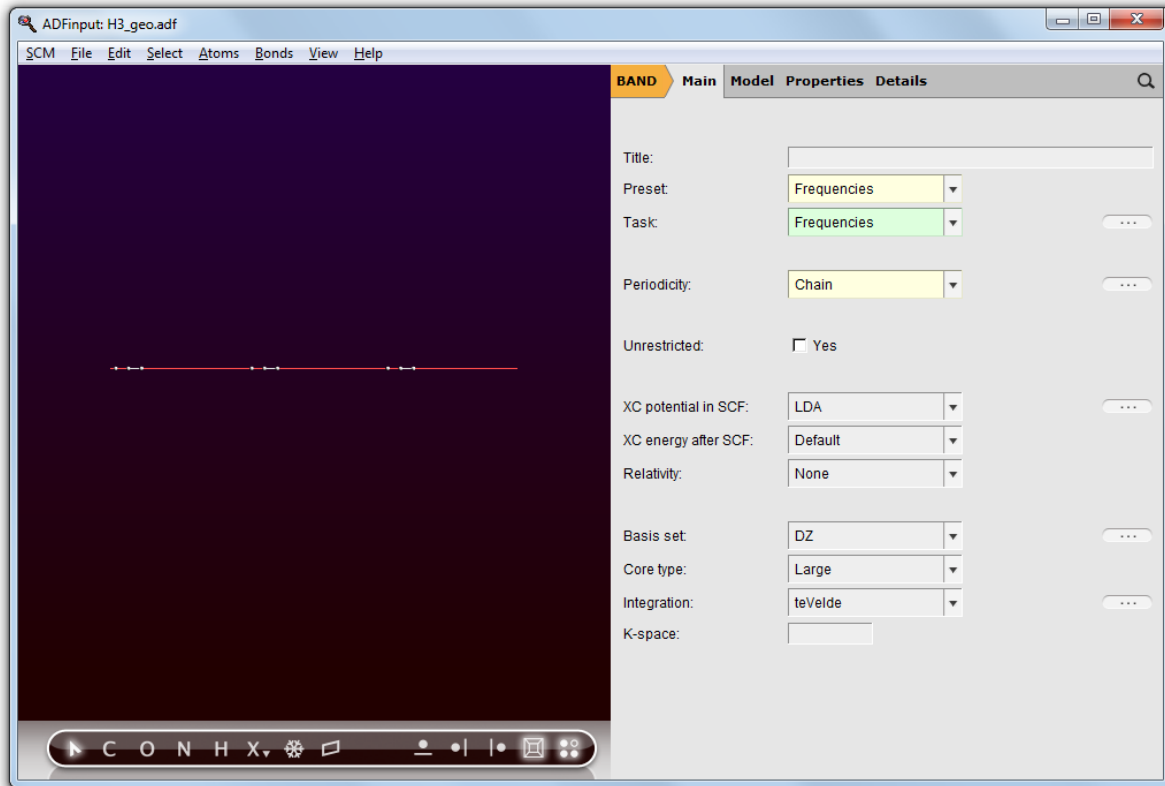 ADFinput: H3_geo.adf
SCM File Edit Select Atoms Bonds View Help
BAND Main Model Properties Details
Title:
Preset: Frequencies
Task: Frequencies
Periodicity: Chain
Unrestricted: Yes
XC potential in SCF: LDA
XC energy after SCF: Default
Relativity: None
Basis set: DZ
Core type: Large
Integration: teVelde
K-space:
C O N H X